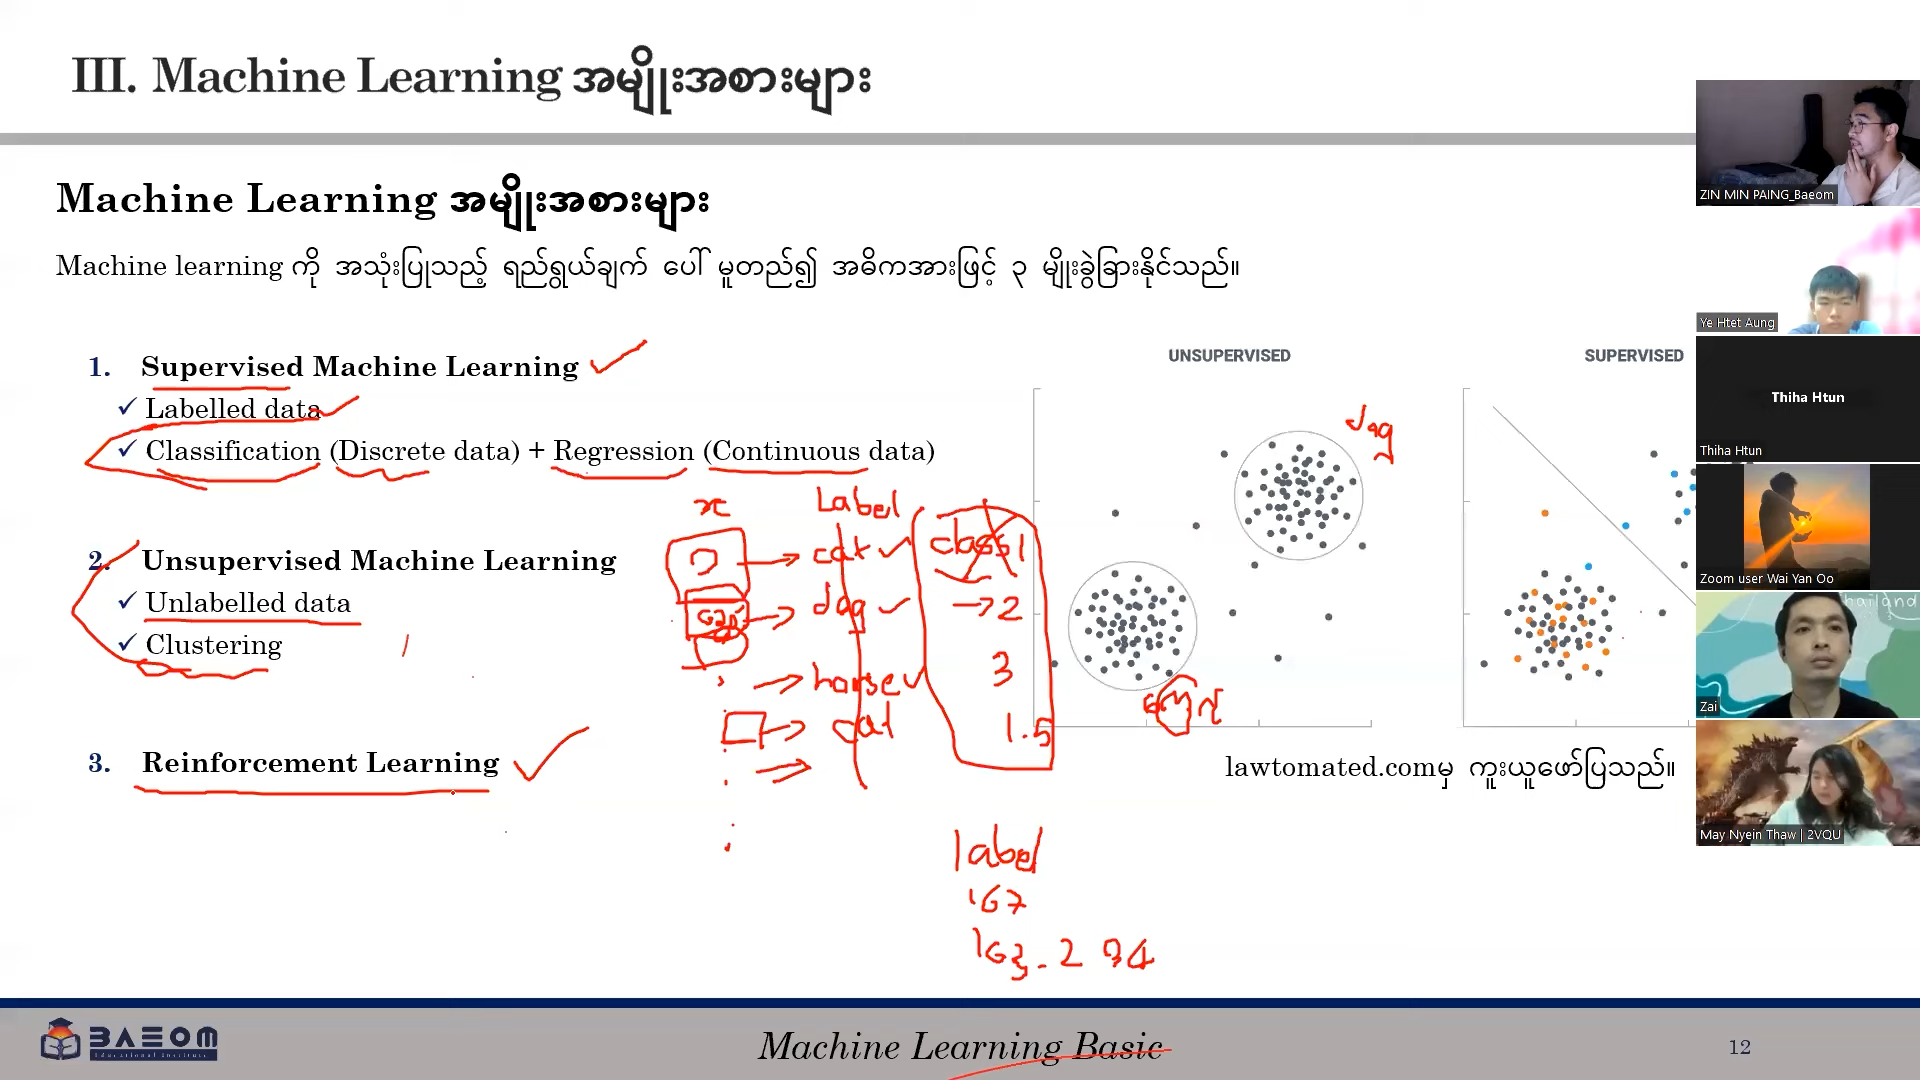 III. Machine Learning အမျိုးအစားများ
Machine Learning အမျိုးအစားများ
Machine learning ကို အသုံးပြုသည့် ရည်ရွယ်ချက် ပေါ် မူတည်၍ အဓိကအားဖြင့် ၃ မျိုးခွဲခြားနိုင်သည်။
1. Supervised Machine Learning
✓ Labelled data
✓ Classification (Discrete data) + Regression (Continuous data)
2. Unsupervised Machine Learning
✓ Unlabelled data
✓ Clustering
3. Reinforcement Learning
x Label
cat class 1
dog 2
horse 3
cat 1.5
label
167
UNSUPERVISED
dog
SUPERVISED
lawtomated.comမှ ကူးယူဖော်ပြသည်။
ZIN MIN PAING_Baeom
Ye Htet Aung
Thiha Htun
Thiha Htun
Zoom user Wai Yan Oo
Zai
May Nyein Thaw | 2VQU
BAEOM
Educational Institute
Machine Learning Basic
12